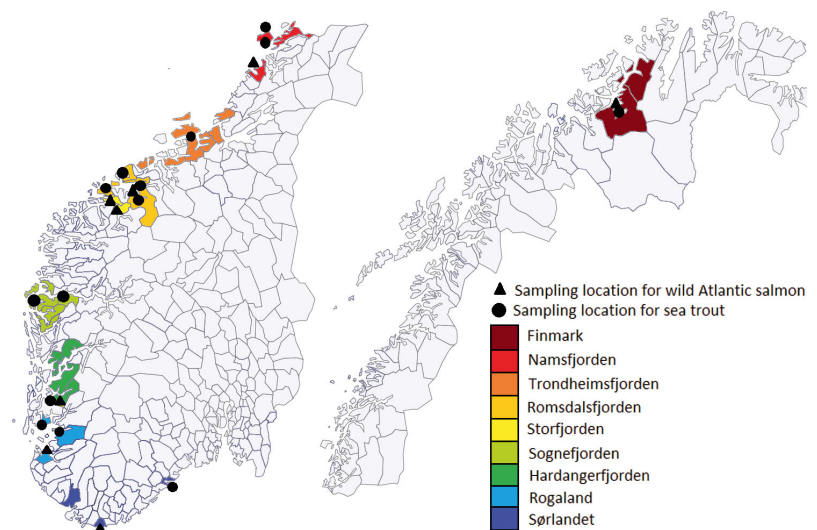 Sampling location for wild Atlantic salmon
Sampling location for sea trout
Finmark
Namsfjorden
Trondheimsfjorden
Romsdalsfjorden
Storfjorden
Sognefjorden
Hardangerfjorden
Rogaland
Sørlandet